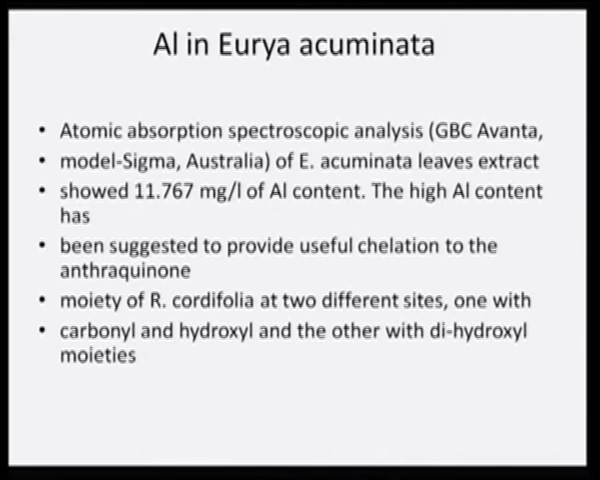 Al in Eurya acuminata
• Atomic absorption spectroscopic analysis (GBC Avanta,
• model-Sigma, Australia) of E. acuminata leaves extract
• showed 11.767 mg/l of Al content. The high Al content
has
• been suggested to provide useful chelation to the
anthraquinone
• moiety of R. cordifolia at two different sites, one with
• carbonyl and hydroxyl and the other with di-hydroxyl
moieties